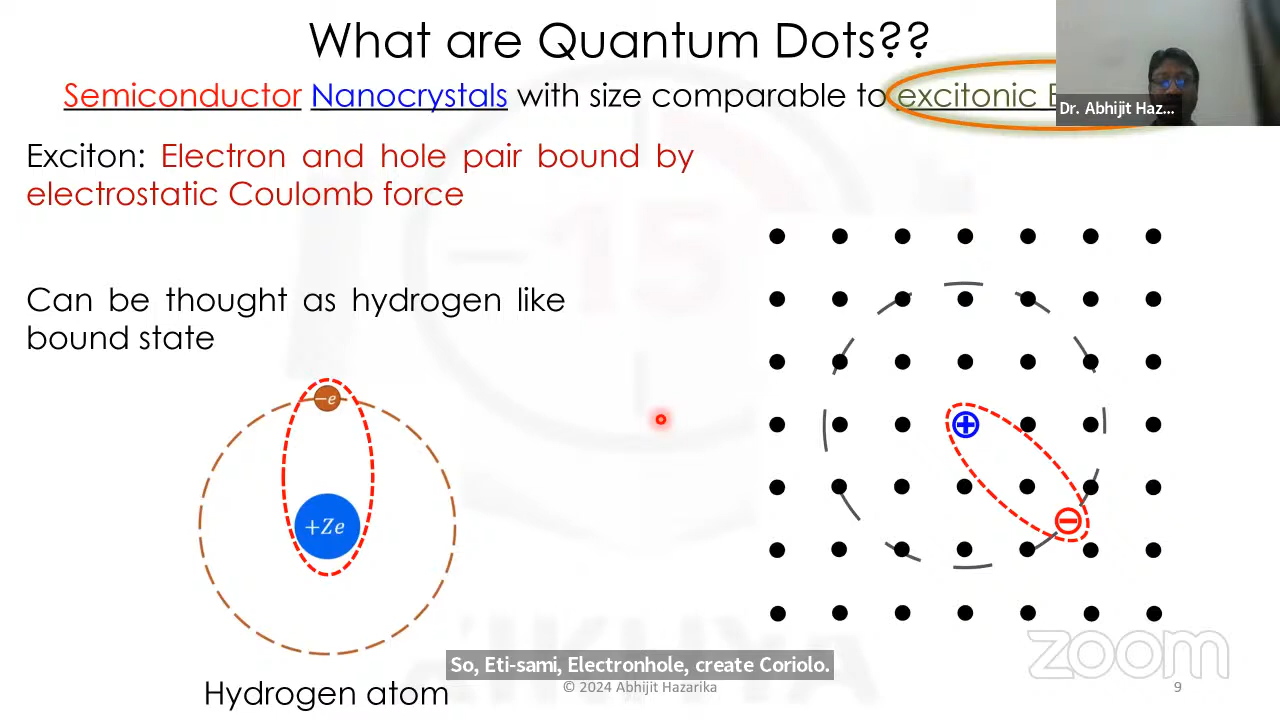 What are Quantum Dots??
Semiconductor Nanocrystals with size comparable to excitonic
Dr. Abhijit Haz...
Exciton: Electron and hole pair bound by
electrostatic Coulomb force
Can be thought as hydrogen like
bound state
−e
+Ze
+
−
Hydrogen atom
So, Eti-sami, Electronhole, create Coriolo.
© 2024 Abhijit Hazarika
zoom
9